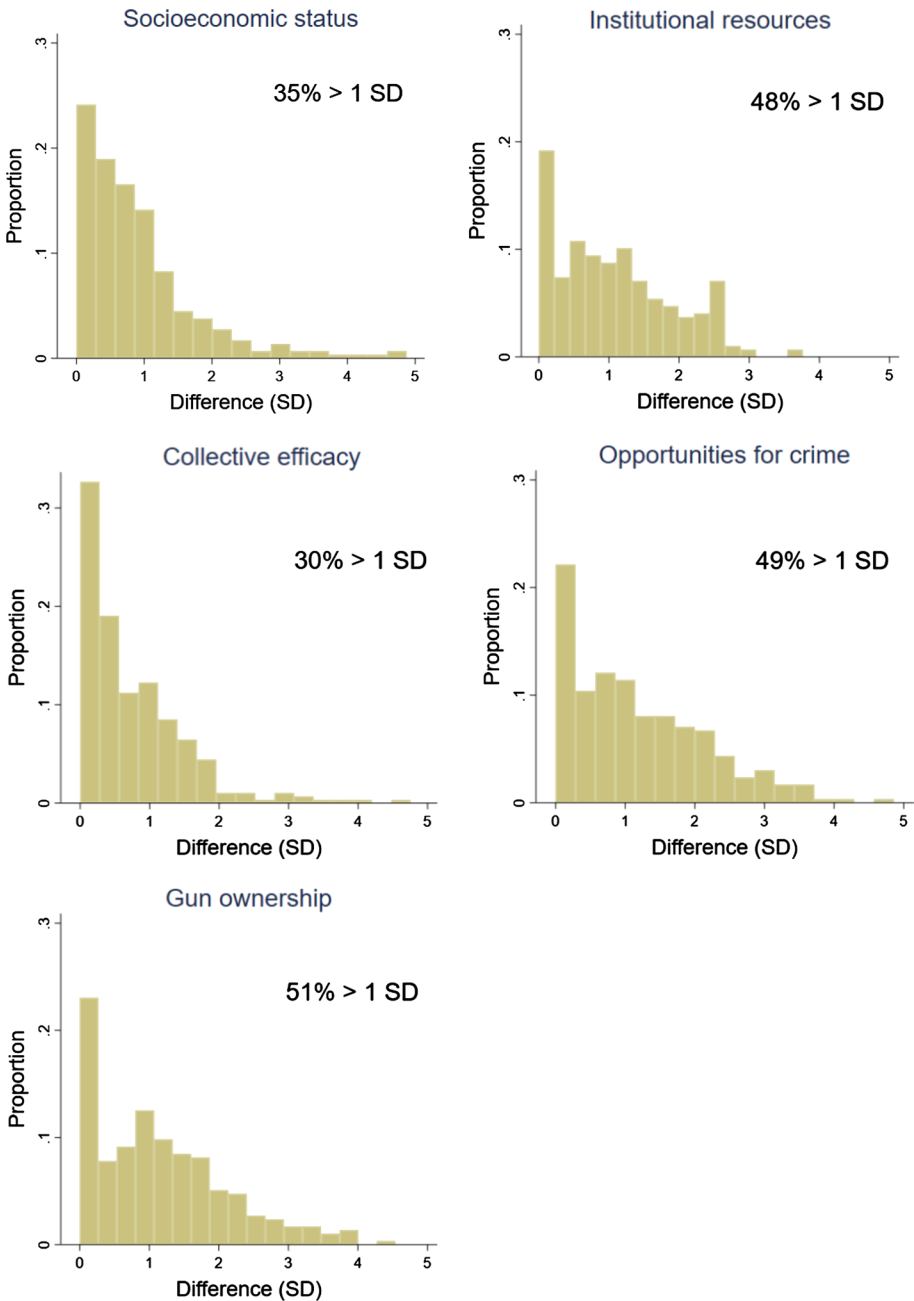 Socioeconomic status
.3
35% > 1 SD
.2
Proportion
.1
0
0 1 2 3 4 5
Difference (SD)
Institutional resources
.3
48% > 1 SD
.2
Proportion
.1
0
0 1 2 3 4 5
Difference (SD)
Collective efficacy
.3
30% > 1 SD
.2
Proportion
.1
0
0 1 2 3 4 5
Difference (SD)
Opportunities for crime
.3
49% > 1 SD
.2
Proportion
.1
0
0 1 2 3 4 5
Difference (SD)
Gun ownership
.3
51% > 1 SD
.2
Proportion
.1
0
0 1 2 3 4 5
Difference (SD)